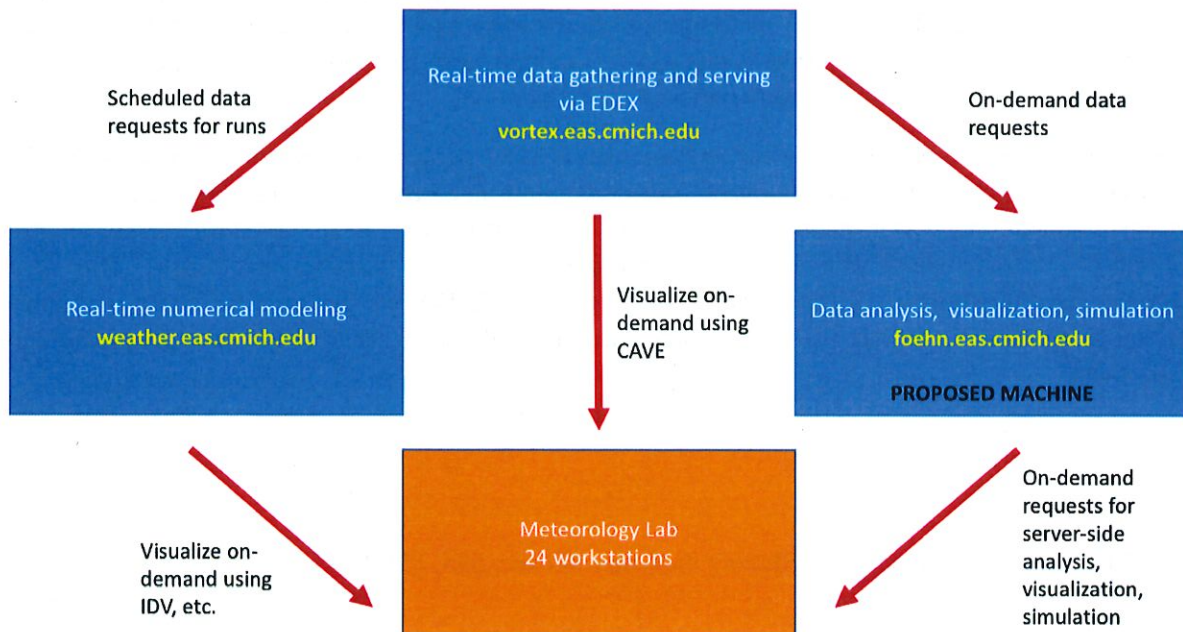 Real-time data gathering and serving
via EDEX
vortex.eas.cmich.edu
Scheduled data
requests for runs
On-demand data
requests
Real-time numerical modeling
weather.eas.cmich.edu
Visualize on-
demand using
CAVE
Data analysis, visualization, simulation
foehn.eas.cmich.edu
PROPOSED MACHINE
Visualize on-
demand using
IDV, etc.
Meteorology Lab
24 workstations
On-demand
requests for
server-side
analysis,
visualization,
simulation